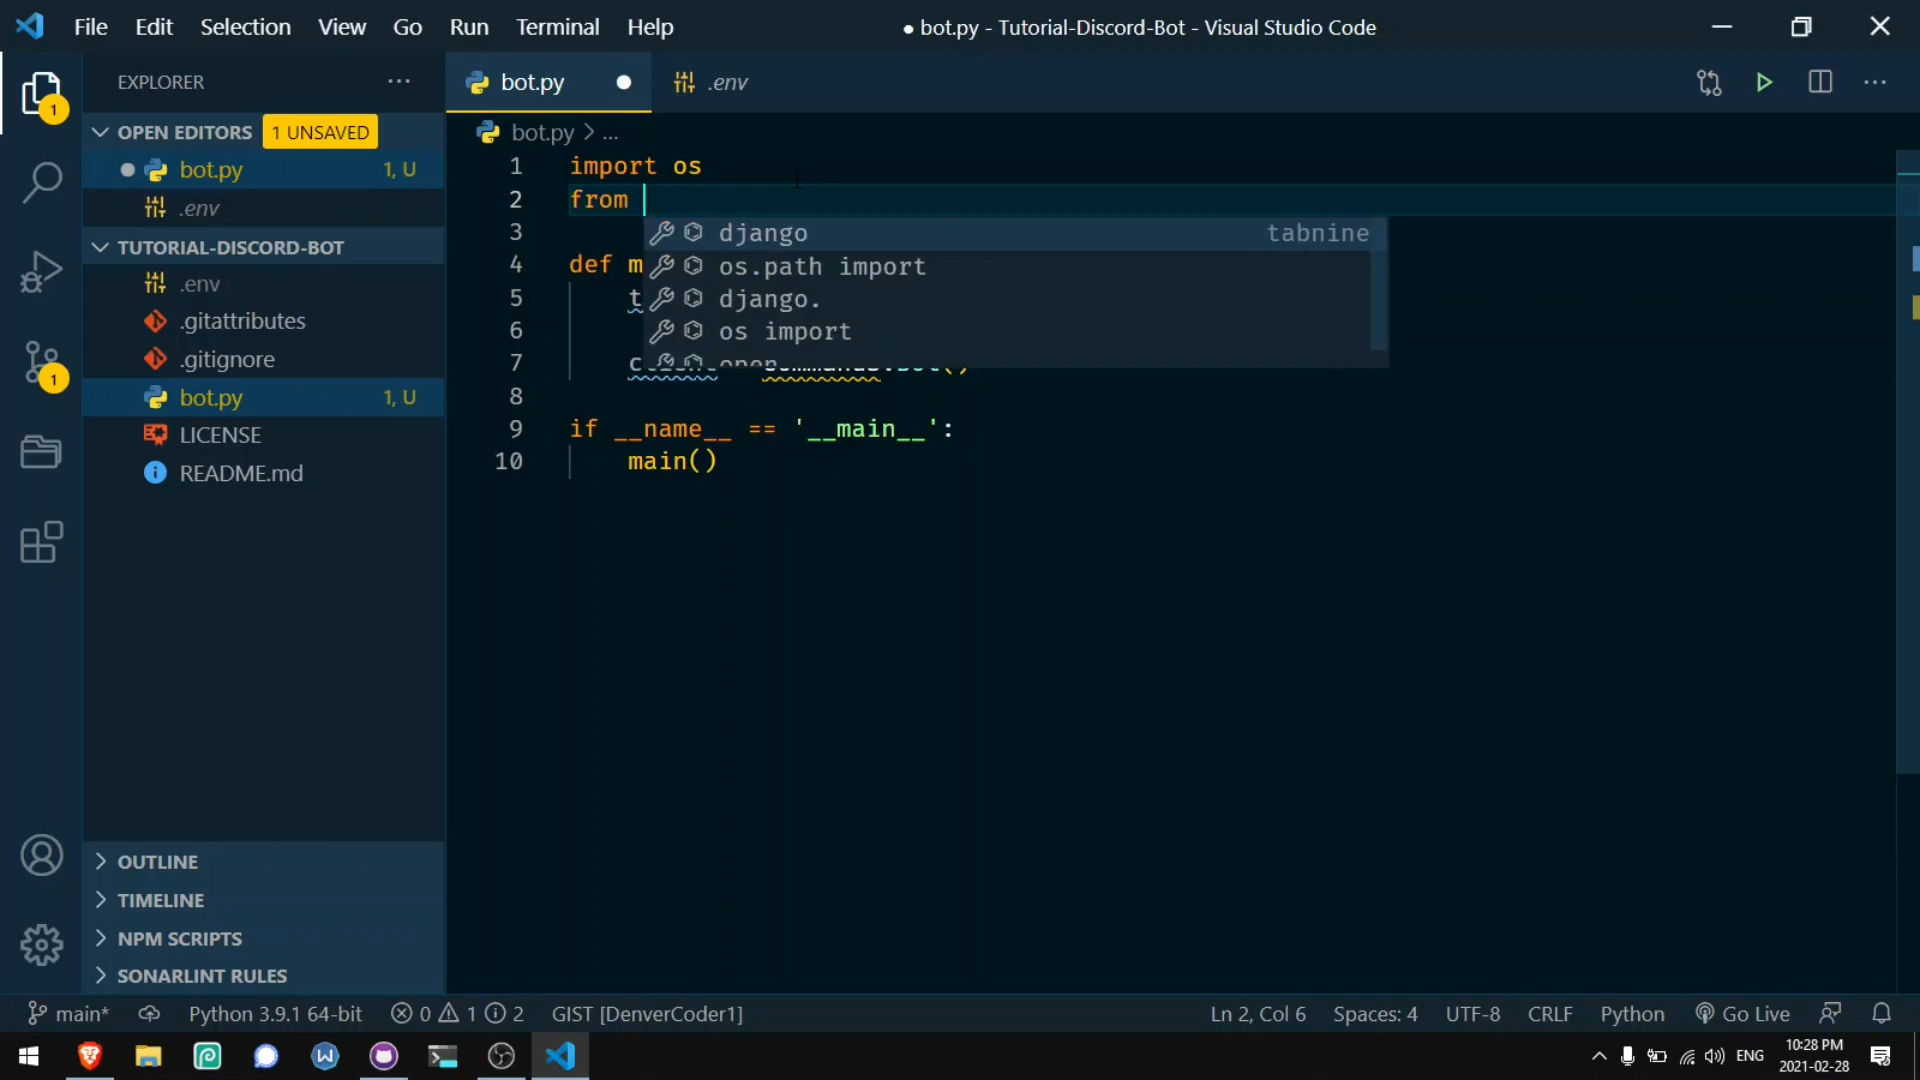 File Edit Selection View Go Run Terminal Help ● bot.py - Tutorial-Discord-Bot - Visual Studio Code
EXPLORER
bot.py .env
OPEN EDITORS 1 UNSAVED
bot.py 1, U
.env
TUTORIAL-DISCORD-BOT
.env
.gitattributes
.gitignore
bot.py 1, U
LICENSE
README.md
OUTLINE
TIMELINE
NPM SCRIPTS
SONARLINT RULES
1
1
bot.py > ...
1 import os
2 from
3
4 def m
5 t
6
7
8
9 if __name__ == '__main__':
10 main()
django tabnine
os.path import
django.
os import
main* Python 3.9.1 64-bit 0 1 2 GIST [DenverCoder1] Ln 2, Col 6 Spaces: 4 UTF-8 CRLF Python Go Live
ENG 10:28 PM
2021-02-28